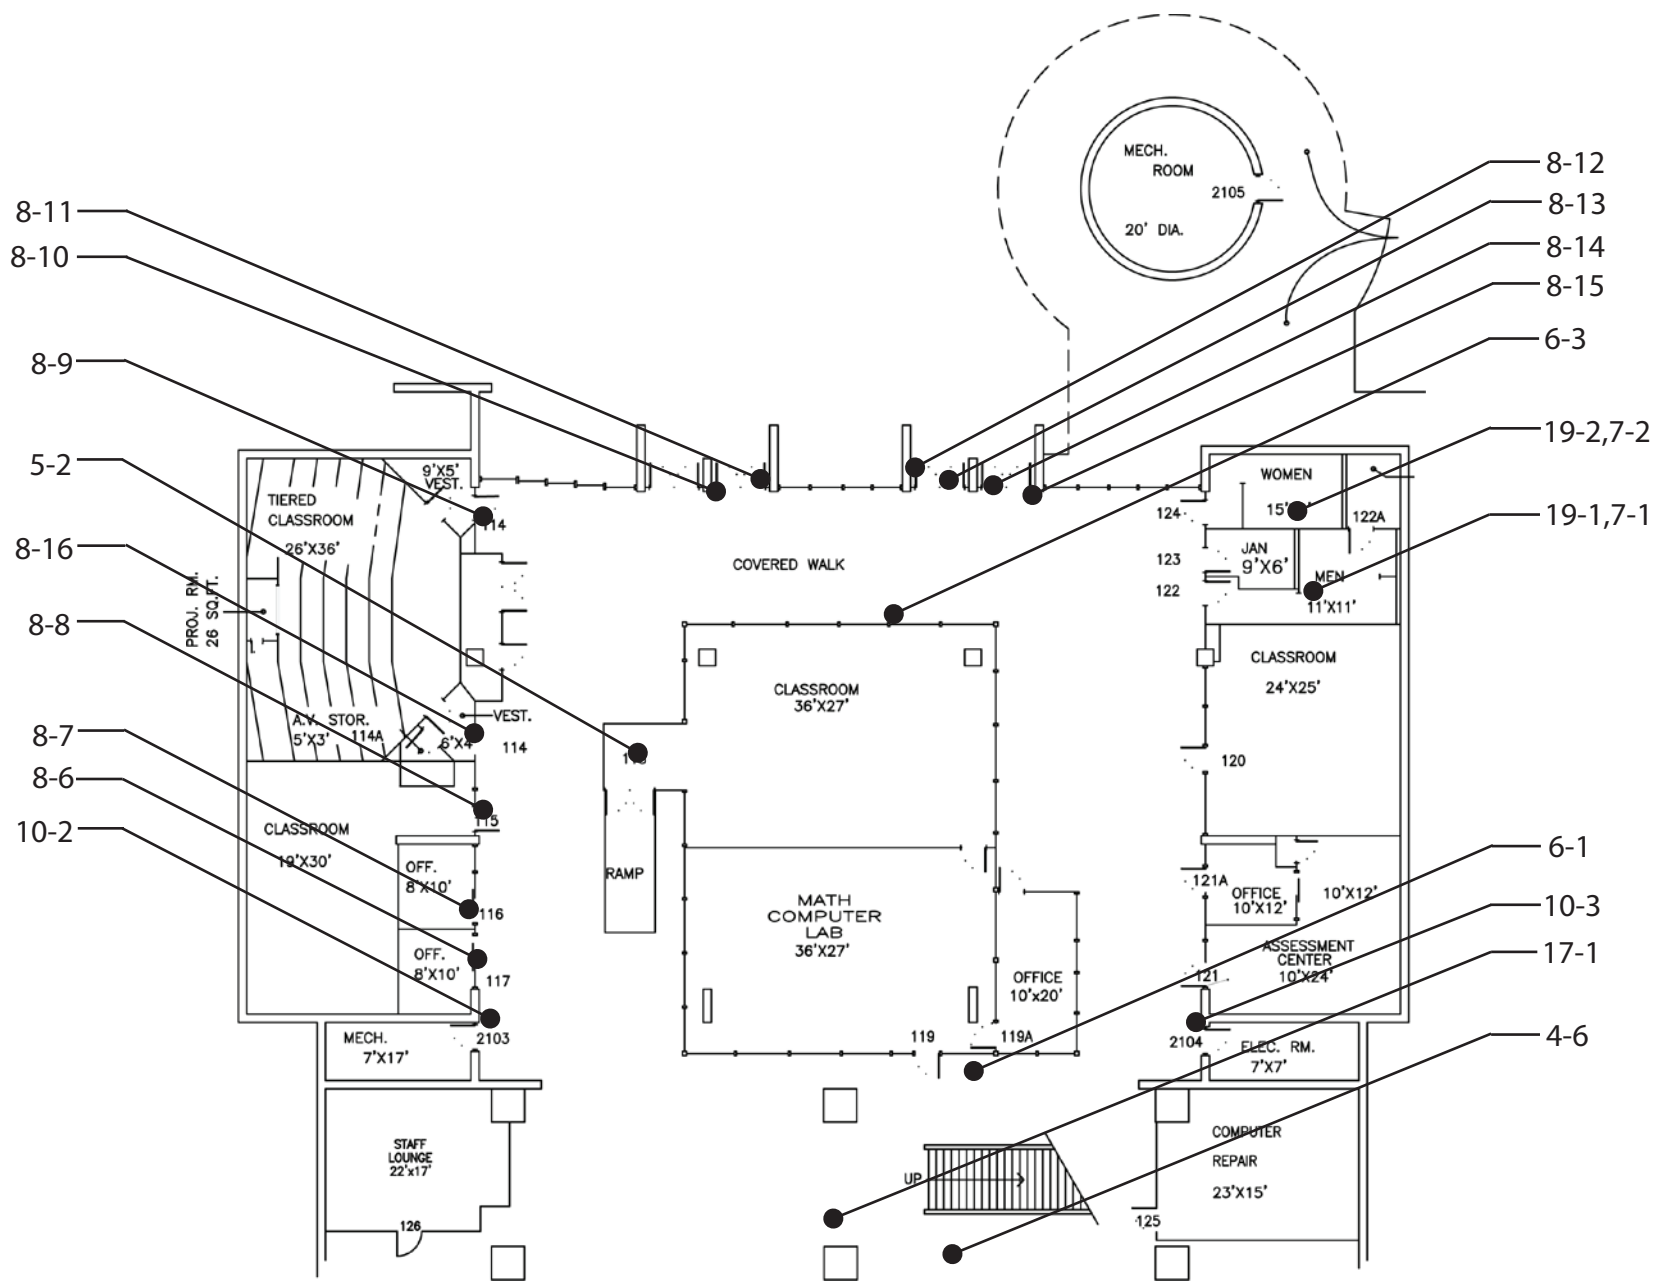 MECH.
ROOM
2105
20' DIA.
8-12
8-13
8-14
8-15
6-3
19-2,7-2
19-1,7-1
8-11
8-10
8-9
5-2
8-16
8-8
8-7
8-6
10-2
9'X5'
VEST.
TIERED
CLASSROOM
26'X36'
114
PROJ. RM.
26 SQ.FT.
A.V. STOR.
5'X3'
114A
6'X4'
VEST.
114
115
CLASSROOM
19'X30'
OFF.
8'X10'
116
OFF.
8'X10'
117
MECH.
7'X17'
2103
STAFF
LOUNGE
22'x17'
126
COVERED WALK
CLASSROOM
36'X27'
RAMP
MATH
COMPUTER
LAB
36'X27'
OFFICE
10'x20'
119
119A
UP
WOMEN
15'
124
122A
123
JAN
9'X6'
122
MEN
11'X11'
CLASSROOM
24'X25'
120
121A
OFFICE
10'X12'
10'X12'
ASSESSMENT
CENTER
10'X24'
121
2104
ELEC. RM.
7'X7'
COMPUTER
REPAIR
23'X15'
125
6-1
10-3
17-1
4-6